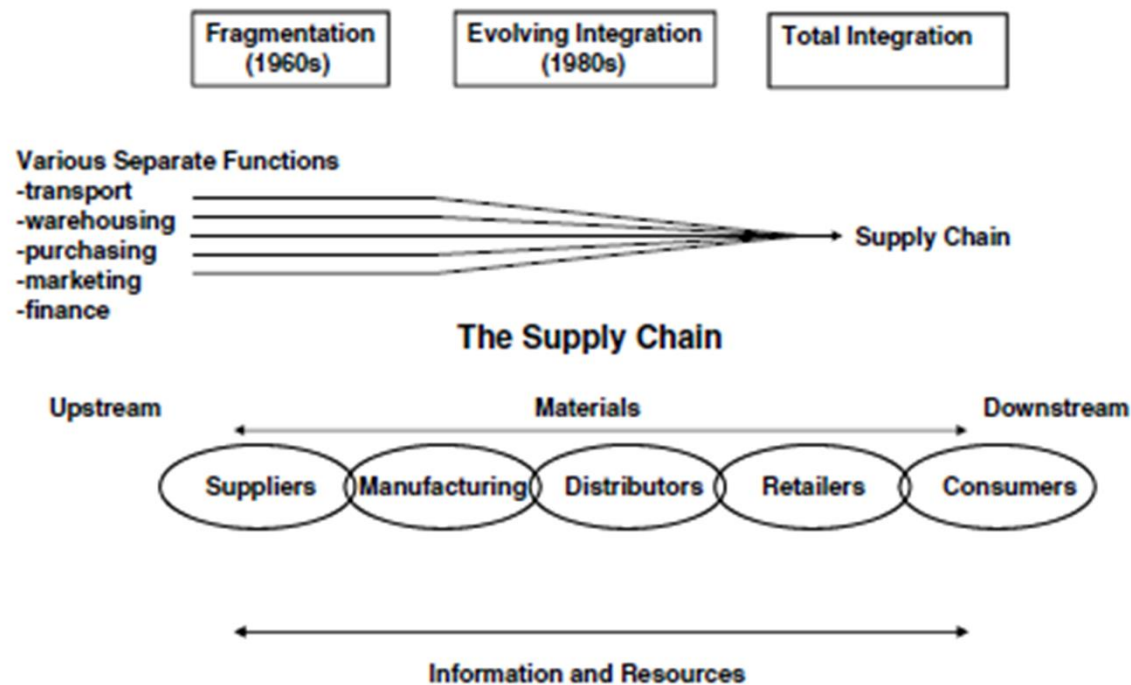 Fragmentation
(1960s)
Evolving Integration
(1980s)
Total Integration
Various Separate Functions
-transport
-warehousing
-purchasing
-marketing
-finance
Supply Chain
The Supply Chain
Upstream
Materials
Downstream
Suppliers
Manufacturing
Distributors
Retailers
Consumers
Information and Resources